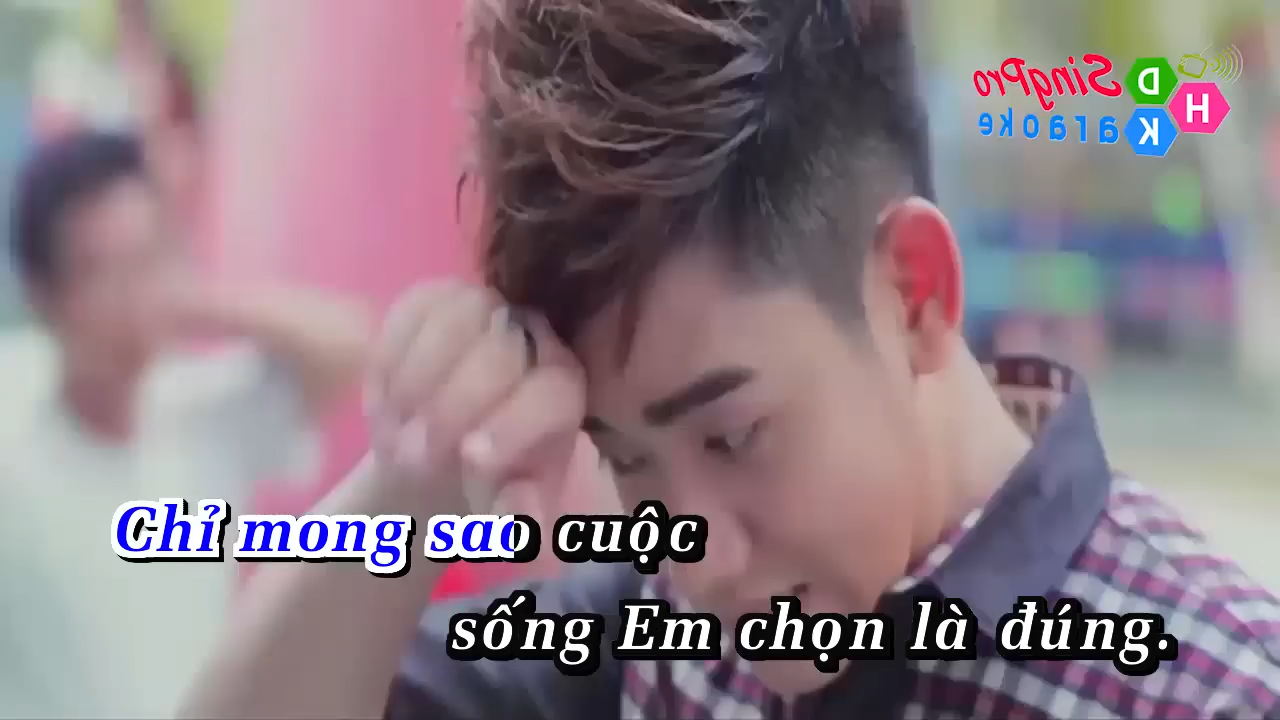 SingPro
D
H
K
Karaoke
Chỉ mong sao cuộc
sống Em chọn là đúng.